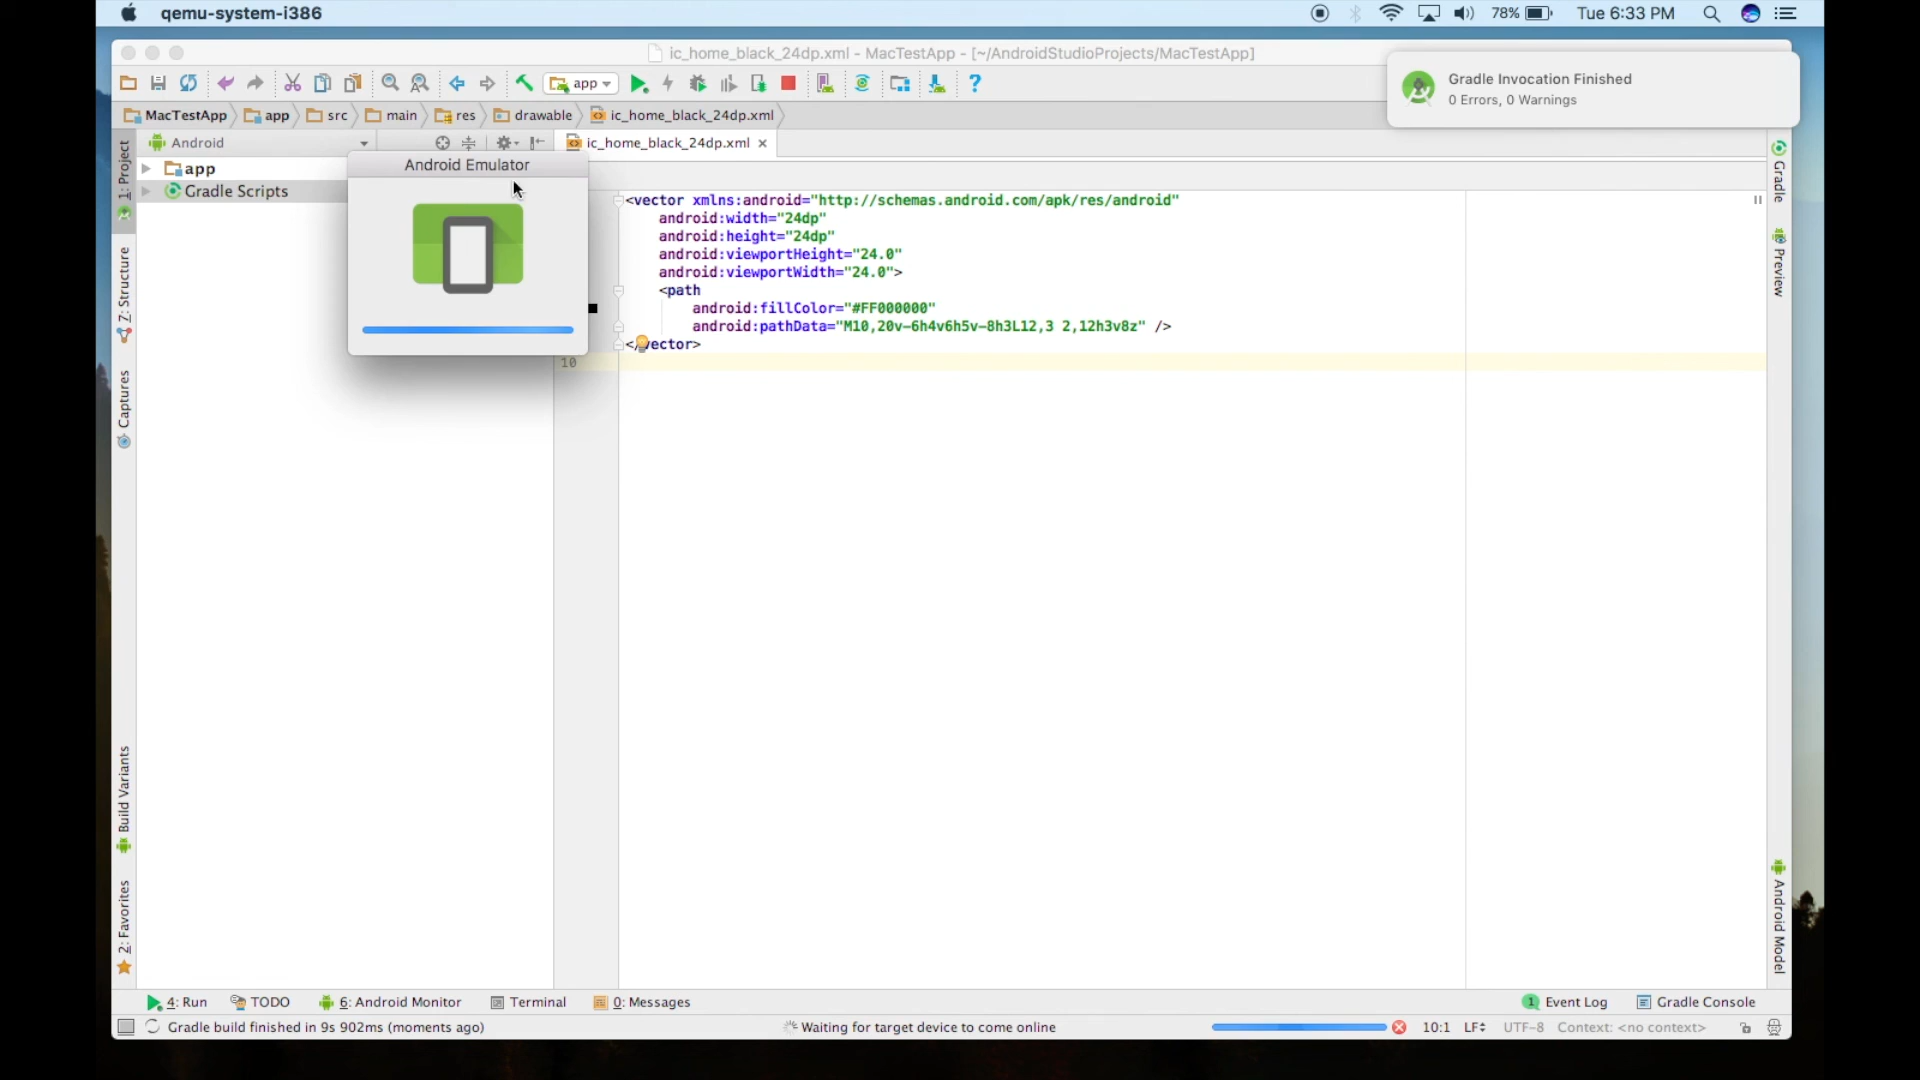 qemu-system-i386
78%
Tue 6:33 PM
ic_home_black_24dp.xml - MacTestApp - [~/AndroidStudioProjects/MacTestApp]
app
Gradle Invocation Finished
0 Errors, 0 Warnings
MacTestApp
app
src
main
res
drawable
ic_home_black_24dp.xml
Android
ic_home_black_24dp.xml
Android Emulator
app
Gradle Scripts
<vector xmlns:android="http://schemas.android.com/apk/res/android"
android:width="24dp"
android:height="24dp"
android:viewportHeight="24.0"
android:viewportWidth="24.0">
<path
android:fillColor="#FF000000"
android:pathData="M10,20v-6h4v6h5v-8h3L12,3 2,12h3v8z" />
</vector>
10
1: Project
7: Structure
Captures
Build Variants
2: Favorites
Gradle
Preview
Android Model
4: Run
TODO
6: Android Monitor
Terminal
0: Messages
1
Event Log
Gradle Console
Gradle build finished in 9s 902ms (moments ago)
Waiting for target device to come online
10:1
LF
UTF-8
Context: <no context>